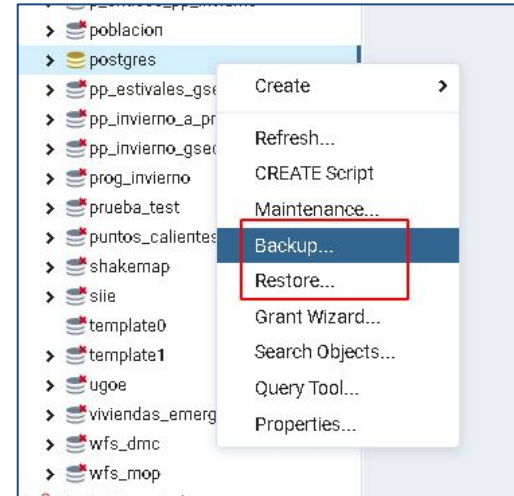 poblacion
postgres
pp_estivales_gse
pp_invierno_a_pr
pp_invierno_gsed
prog_invierno
prueba_test
puntos_calientes
shakemap
siie
template0
template1
ugoe
viviendas_emerg
wfs_dmc
wfs_mop
Create
Refresh...
CREATE Script
Maintenance...
Backup...
Restore...
Grant Wizard...
Search Objects...
Query Tool...
Properties...